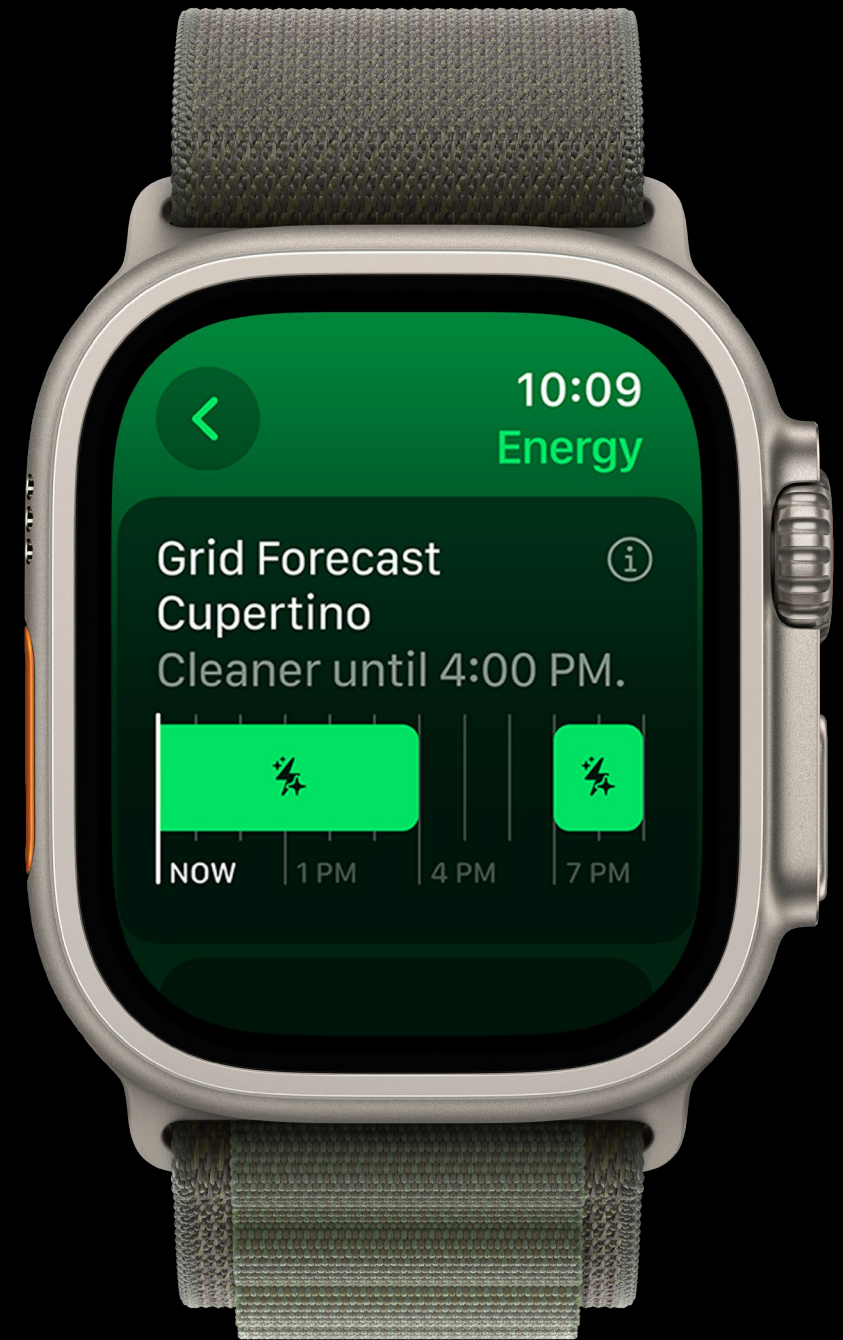 10:09
Energy
Grid Forecast
Cupertino
Cleaner until 4:00 PM.
NOW 1 PM 4 PM 7 PM